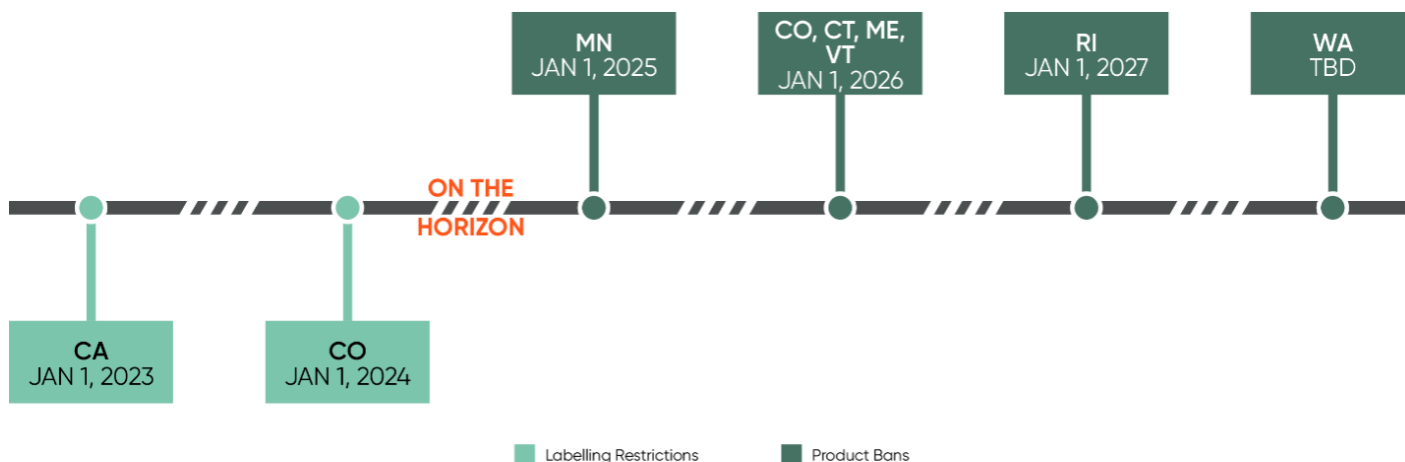 MN
JAN 1, 2025
CO, CT, ME,
VT
JAN 1, 2026
RI
JAN 1, 2027
WA
TBD
ON THE
HORIZON
CA
JAN 1, 2023
CO
JAN 1, 2024
Labelling Restrictions
Product Bans